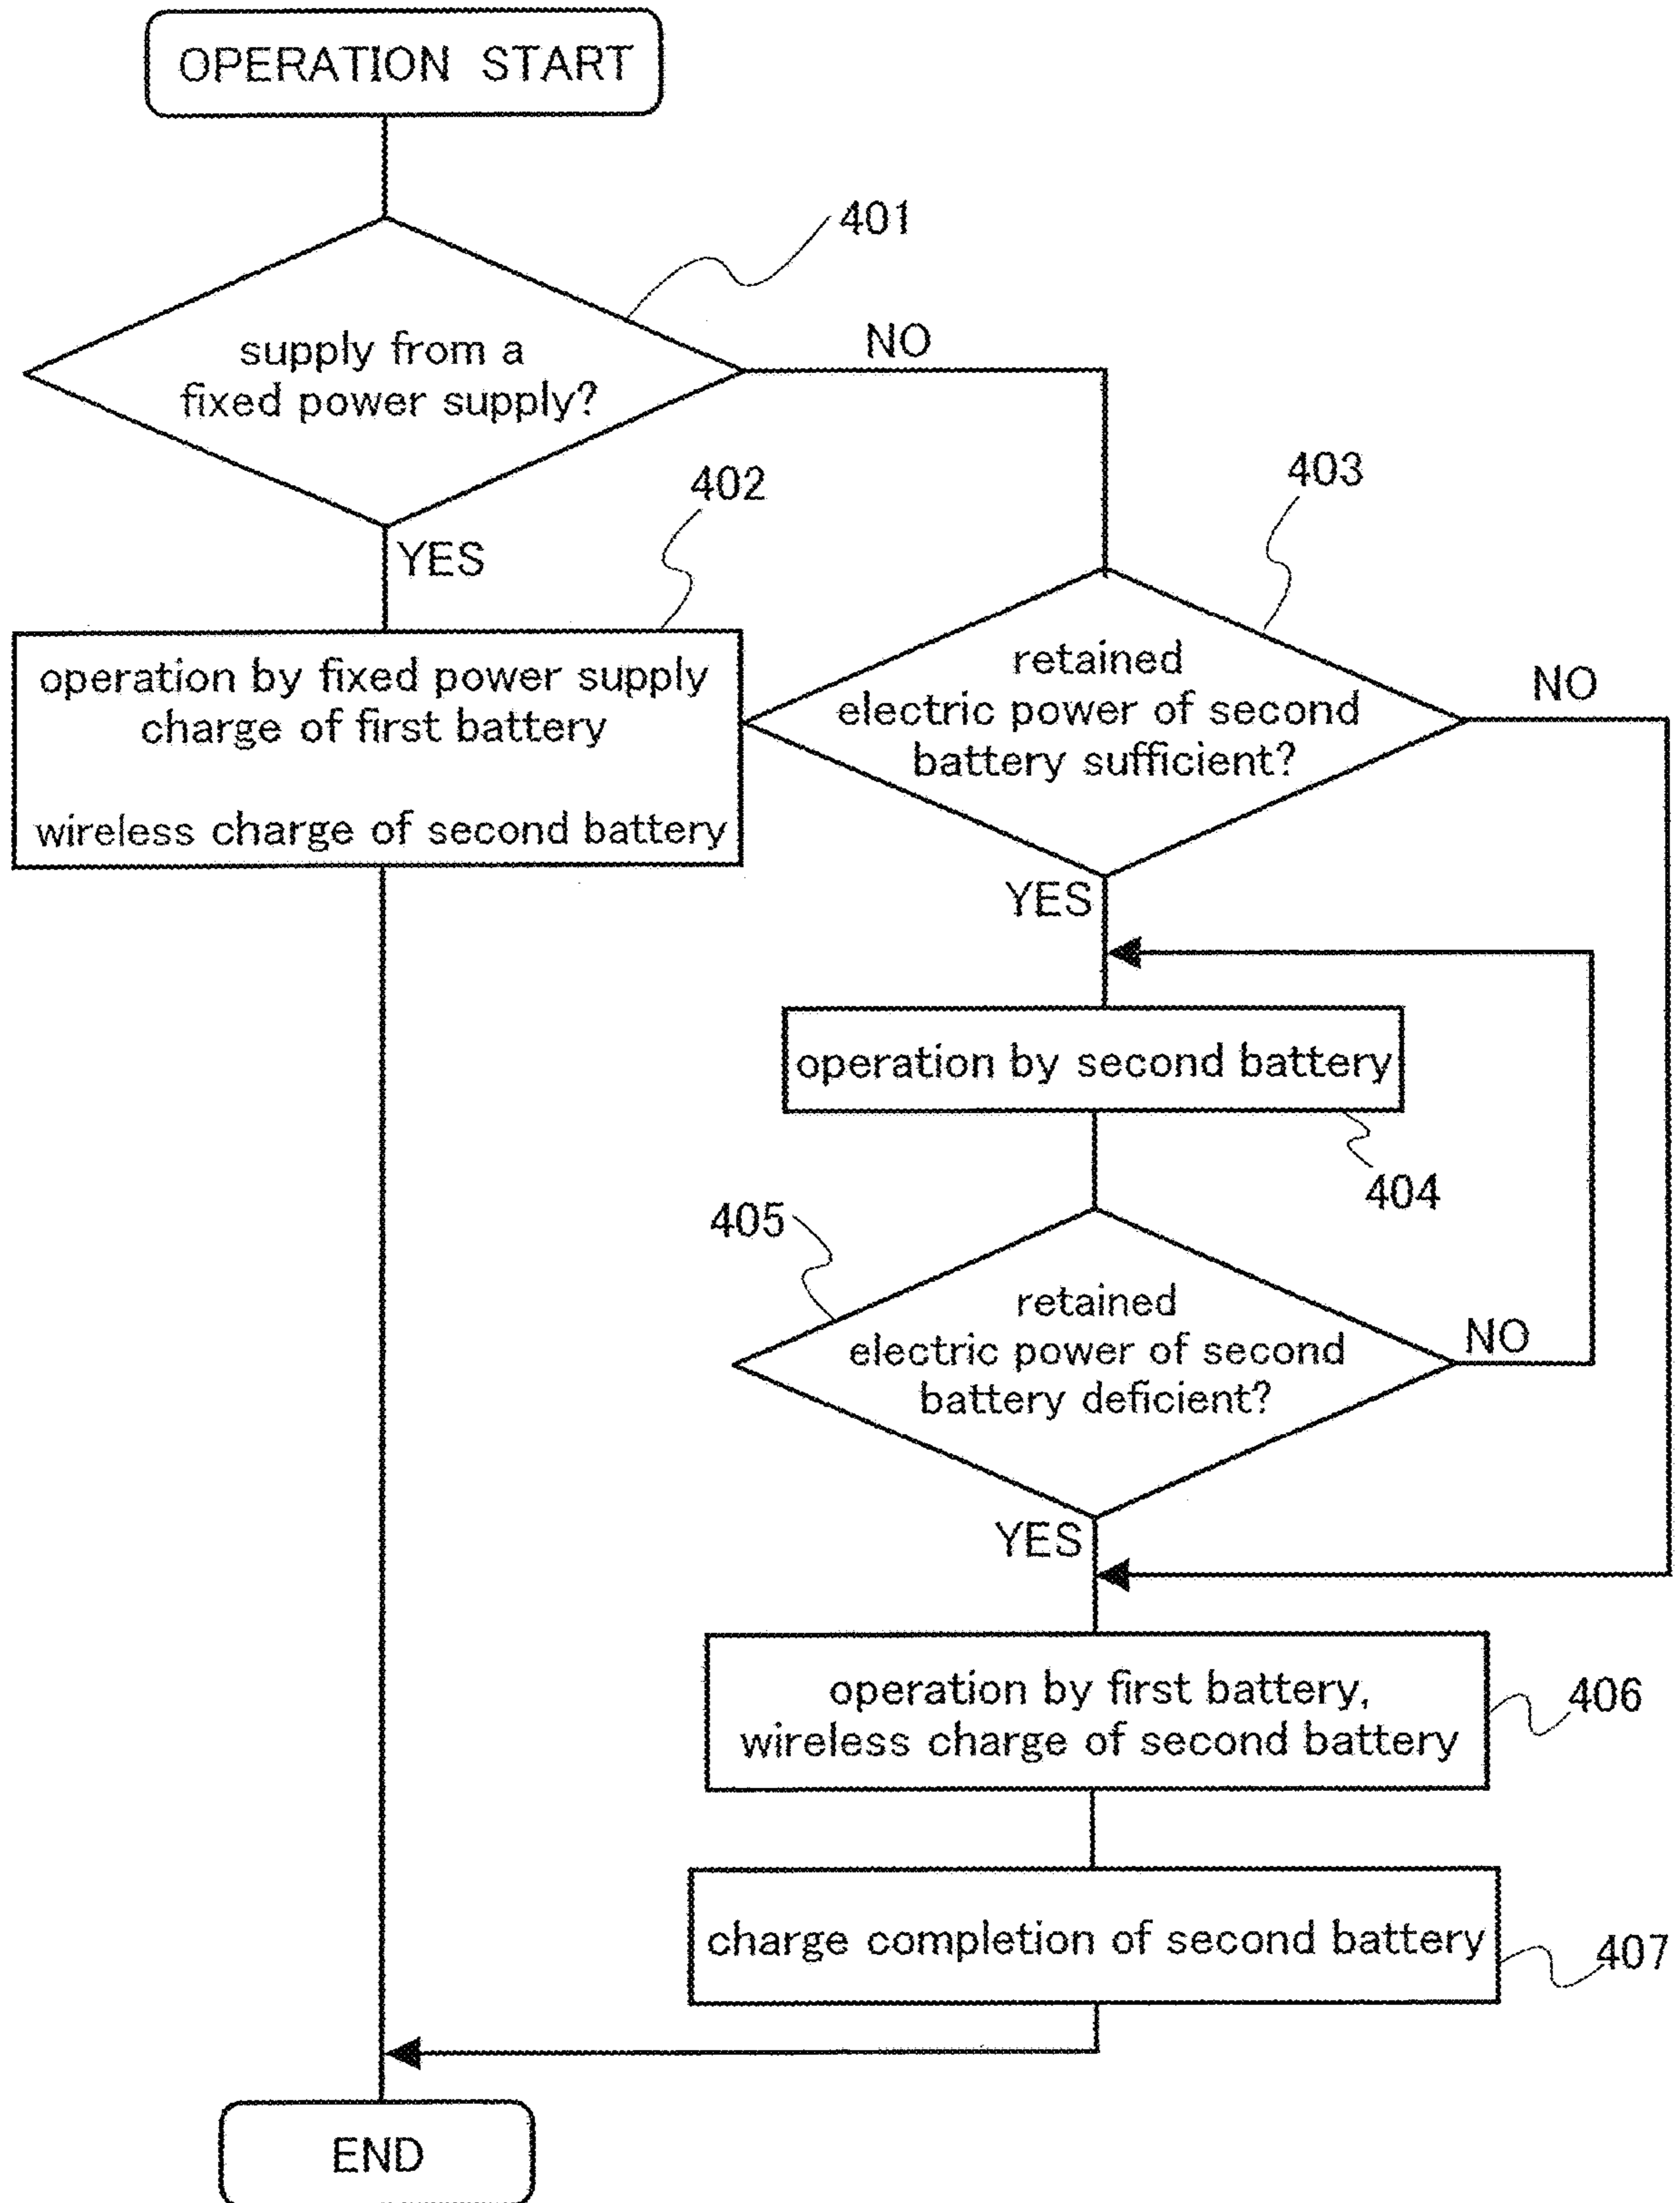 OPERATION START
401
supply from a
fixed power supply?
NO
YES
402
operation by fixed power supply
charge of first battery
wireless charge of second battery
403
retained
electric power of second
battery sufficient?
NO
YES
operation by second battery
404
405
retained
electric power of second
battery deficient?
NO
YES
operation by first battery,
wireless charge of second battery
406
charge completion of second battery
407
END